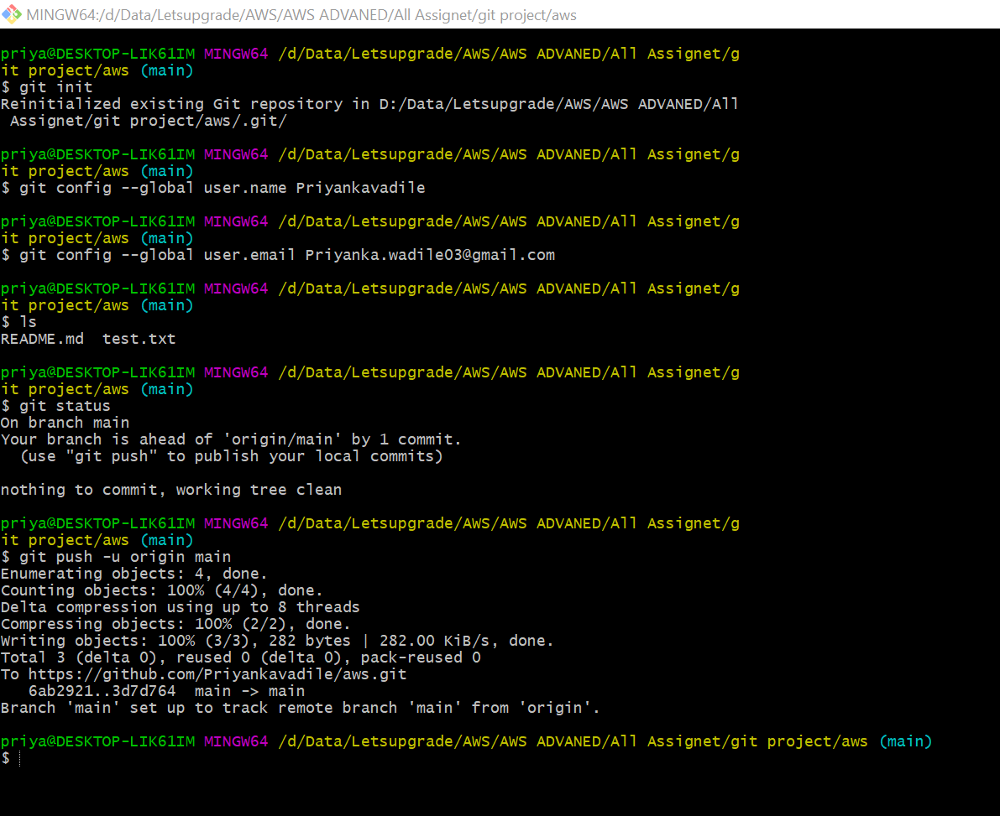 MINGW64:/d/Data/Letsupgrade/AWS/AWS ADVANED/All Assignet/git project/aws
priya@DESKTOP-LIK61IM MINGW64 /d/Data/Letsupgrade/AWS/AWS ADVANED/All Assignet/g
it project/aws (main)
$ git init
Reinitialized existing Git repository in D:/Data/Letsupgrade/AWS/AWS ADVANED/All
 Assignet/git project/aws/.git/
priya@DESKTOP-LIK61IM MINGW64 /d/Data/Letsupgrade/AWS/AWS ADVANED/All Assignet/g
it project/aws (main)
$ git config --global user.name Priyankavadile
priya@DESKTOP-LIK61IM MINGW64 /d/Data/Letsupgrade/AWS/AWS ADVANED/All Assignet/g
it project/aws (main)
$ git config --global user.email Priyanka.wadile03@gmail.com
priya@DESKTOP-LIK61IM MINGW64 /d/Data/Letsupgrade/AWS/AWS ADVANED/All Assignet/g
it project/aws (main)
$ ls
README.md  test.txt
priya@DESKTOP-LIK61IM MINGW64 /d/Data/Letsupgrade/AWS/AWS ADVANED/All Assignet/g
it project/aws (main)
$ git status
On branch main
Your branch is ahead of 'origin/main' by 1 commit.
  (use "git push" to publish your local commits)
nothing to commit, working tree clean
priya@DESKTOP-LIK61IM MINGW64 /d/Data/Letsupgrade/AWS/AWS ADVANED/All Assignet/g
it project/aws (main)
$ git push -u origin main
Enumerating objects: 4, done.
Counting objects: 100% (4/4), done.
Delta compression using up to 8 threads
Compressing objects: 100% (2/2), done.
Writing objects: 100% (3/3), 282 bytes | 282.00 KiB/s, done.
Total 3 (delta 0), reused 0 (delta 0), pack-reused 0
To https://github.com/Priyankavadile/aws.git
   6ab2921..3d7d764  main -> main
Branch 'main' set up to track remote branch 'main' from 'origin'.
priya@DESKTOP-LIK61IM MINGW64 /d/Data/Letsupgrade/AWS/AWS ADVANED/All Assignet/git project/aws (main)
$